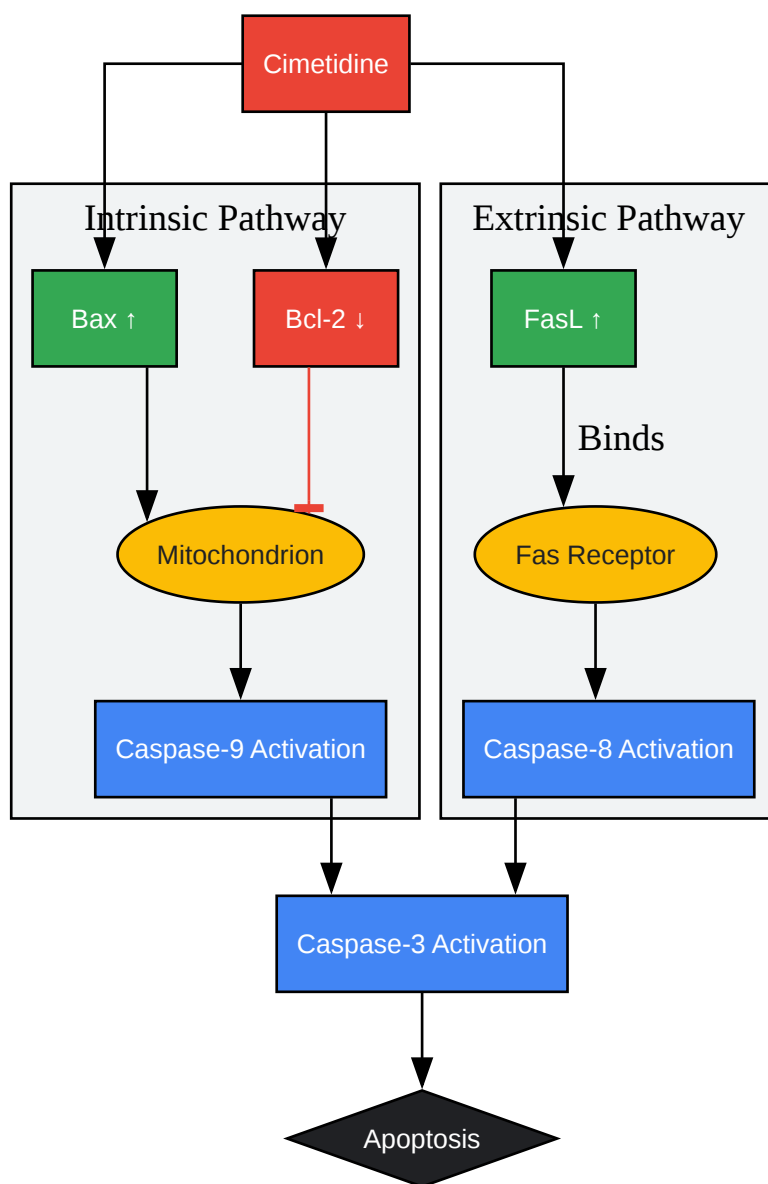 Cimetidine
Intrinsic Pathway
Extrinsic Pathway
Bax ↑
Bcl-2 ↓
FasL ↑
Binds
Mitochondrion
Fas Receptor
Caspase-9 Activation
Caspase-8 Activation
Caspase-3 Activation
Apoptosis